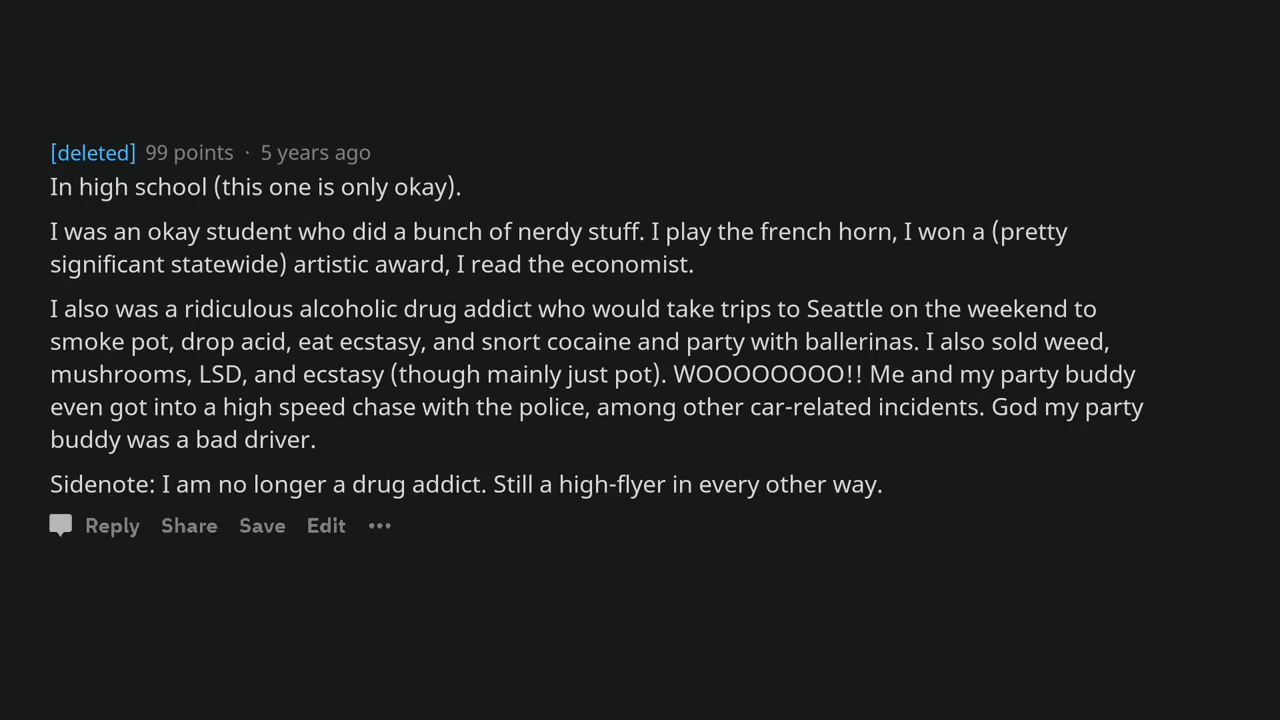 [deleted] 99 points · 5 years ago
In high school (this one is only okay).
I was an okay student who did a bunch of nerdy stuff. I play the french horn, I won a (pretty
significant statewide) artistic award, I read the economist.
I also was a ridiculous alcoholic drug addict who would take trips to Seattle on the weekend to
smoke pot, drop acid, eat ecstasy, and snort cocaine and party with ballerinas. I also sold weed,
mushrooms, LSD, and ecstasy (though mainly just pot). WOOOOOOOO!! Me and my party buddy
even got into a high speed chase with the police, among other car-related incidents. God my party
buddy was a bad driver.
Sidenote: I am no longer a drug addict. Still a high-flyer in every other way.
Reply Share Save Edit •••